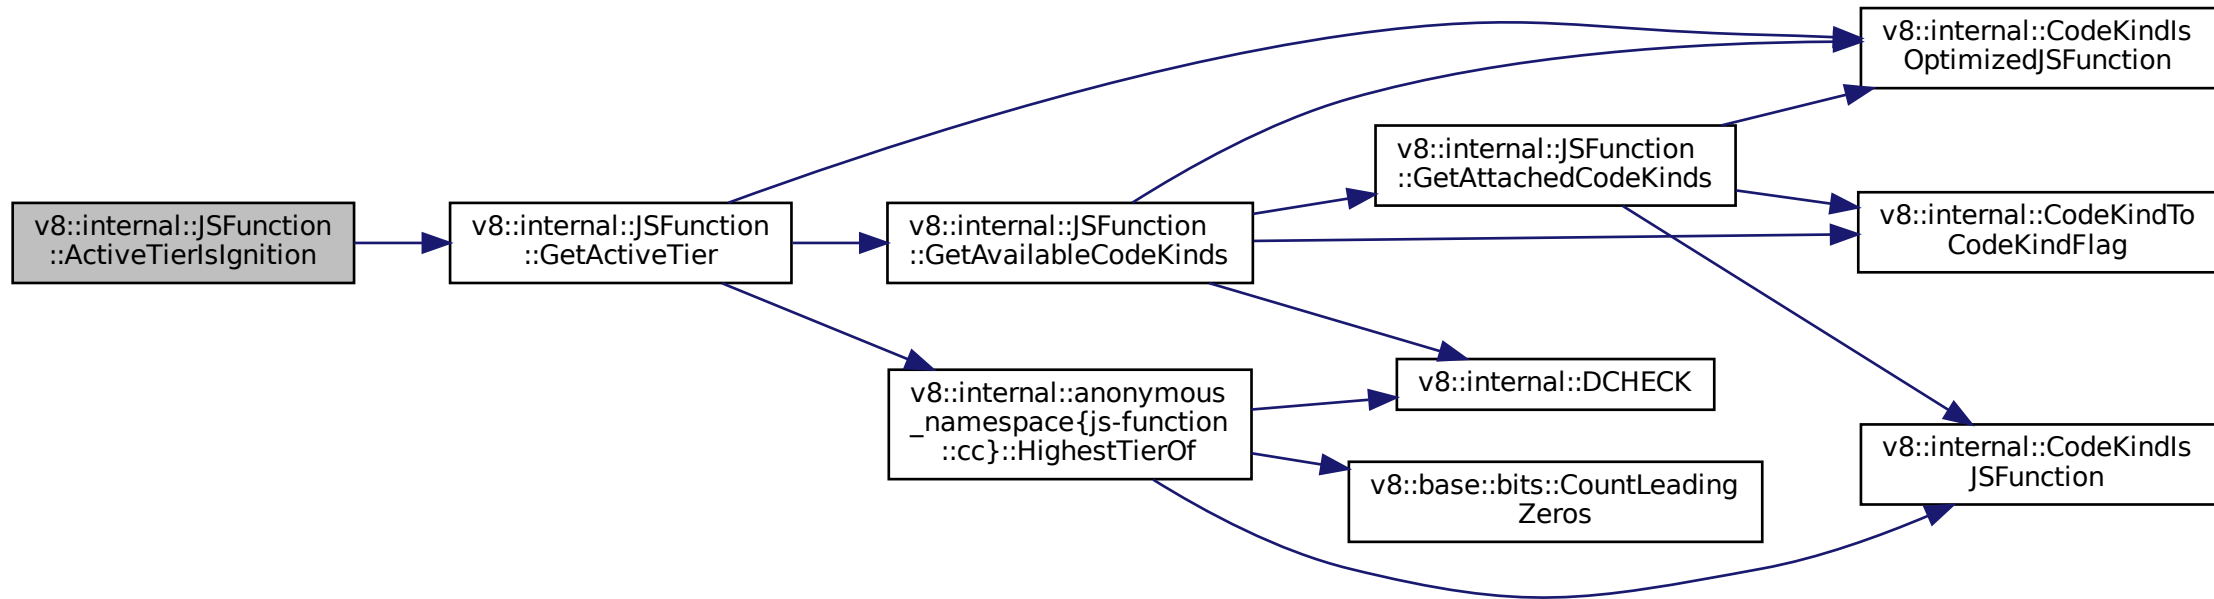 v8::internal::JSFunction
::ActiveTierIsIgnition
v8::internal::JSFunction
::GetActiveTier
v8::internal::JSFunction
::GetAvailableCodeKinds
v8::internal::anonymous
_namespace{js-function
::cc}::HighestTierOf
v8::internal::JSFunction
::GetAttachedCodeKinds
v8::internal::DCHECK
v8::base::bits::CountLeading
Zeros
v8::internal::CodeKindIs
OptimizedJSFunction
v8::internal::CodeKindTo
CodeKindFlag
v8::internal::CodeKindIs
JSFunction